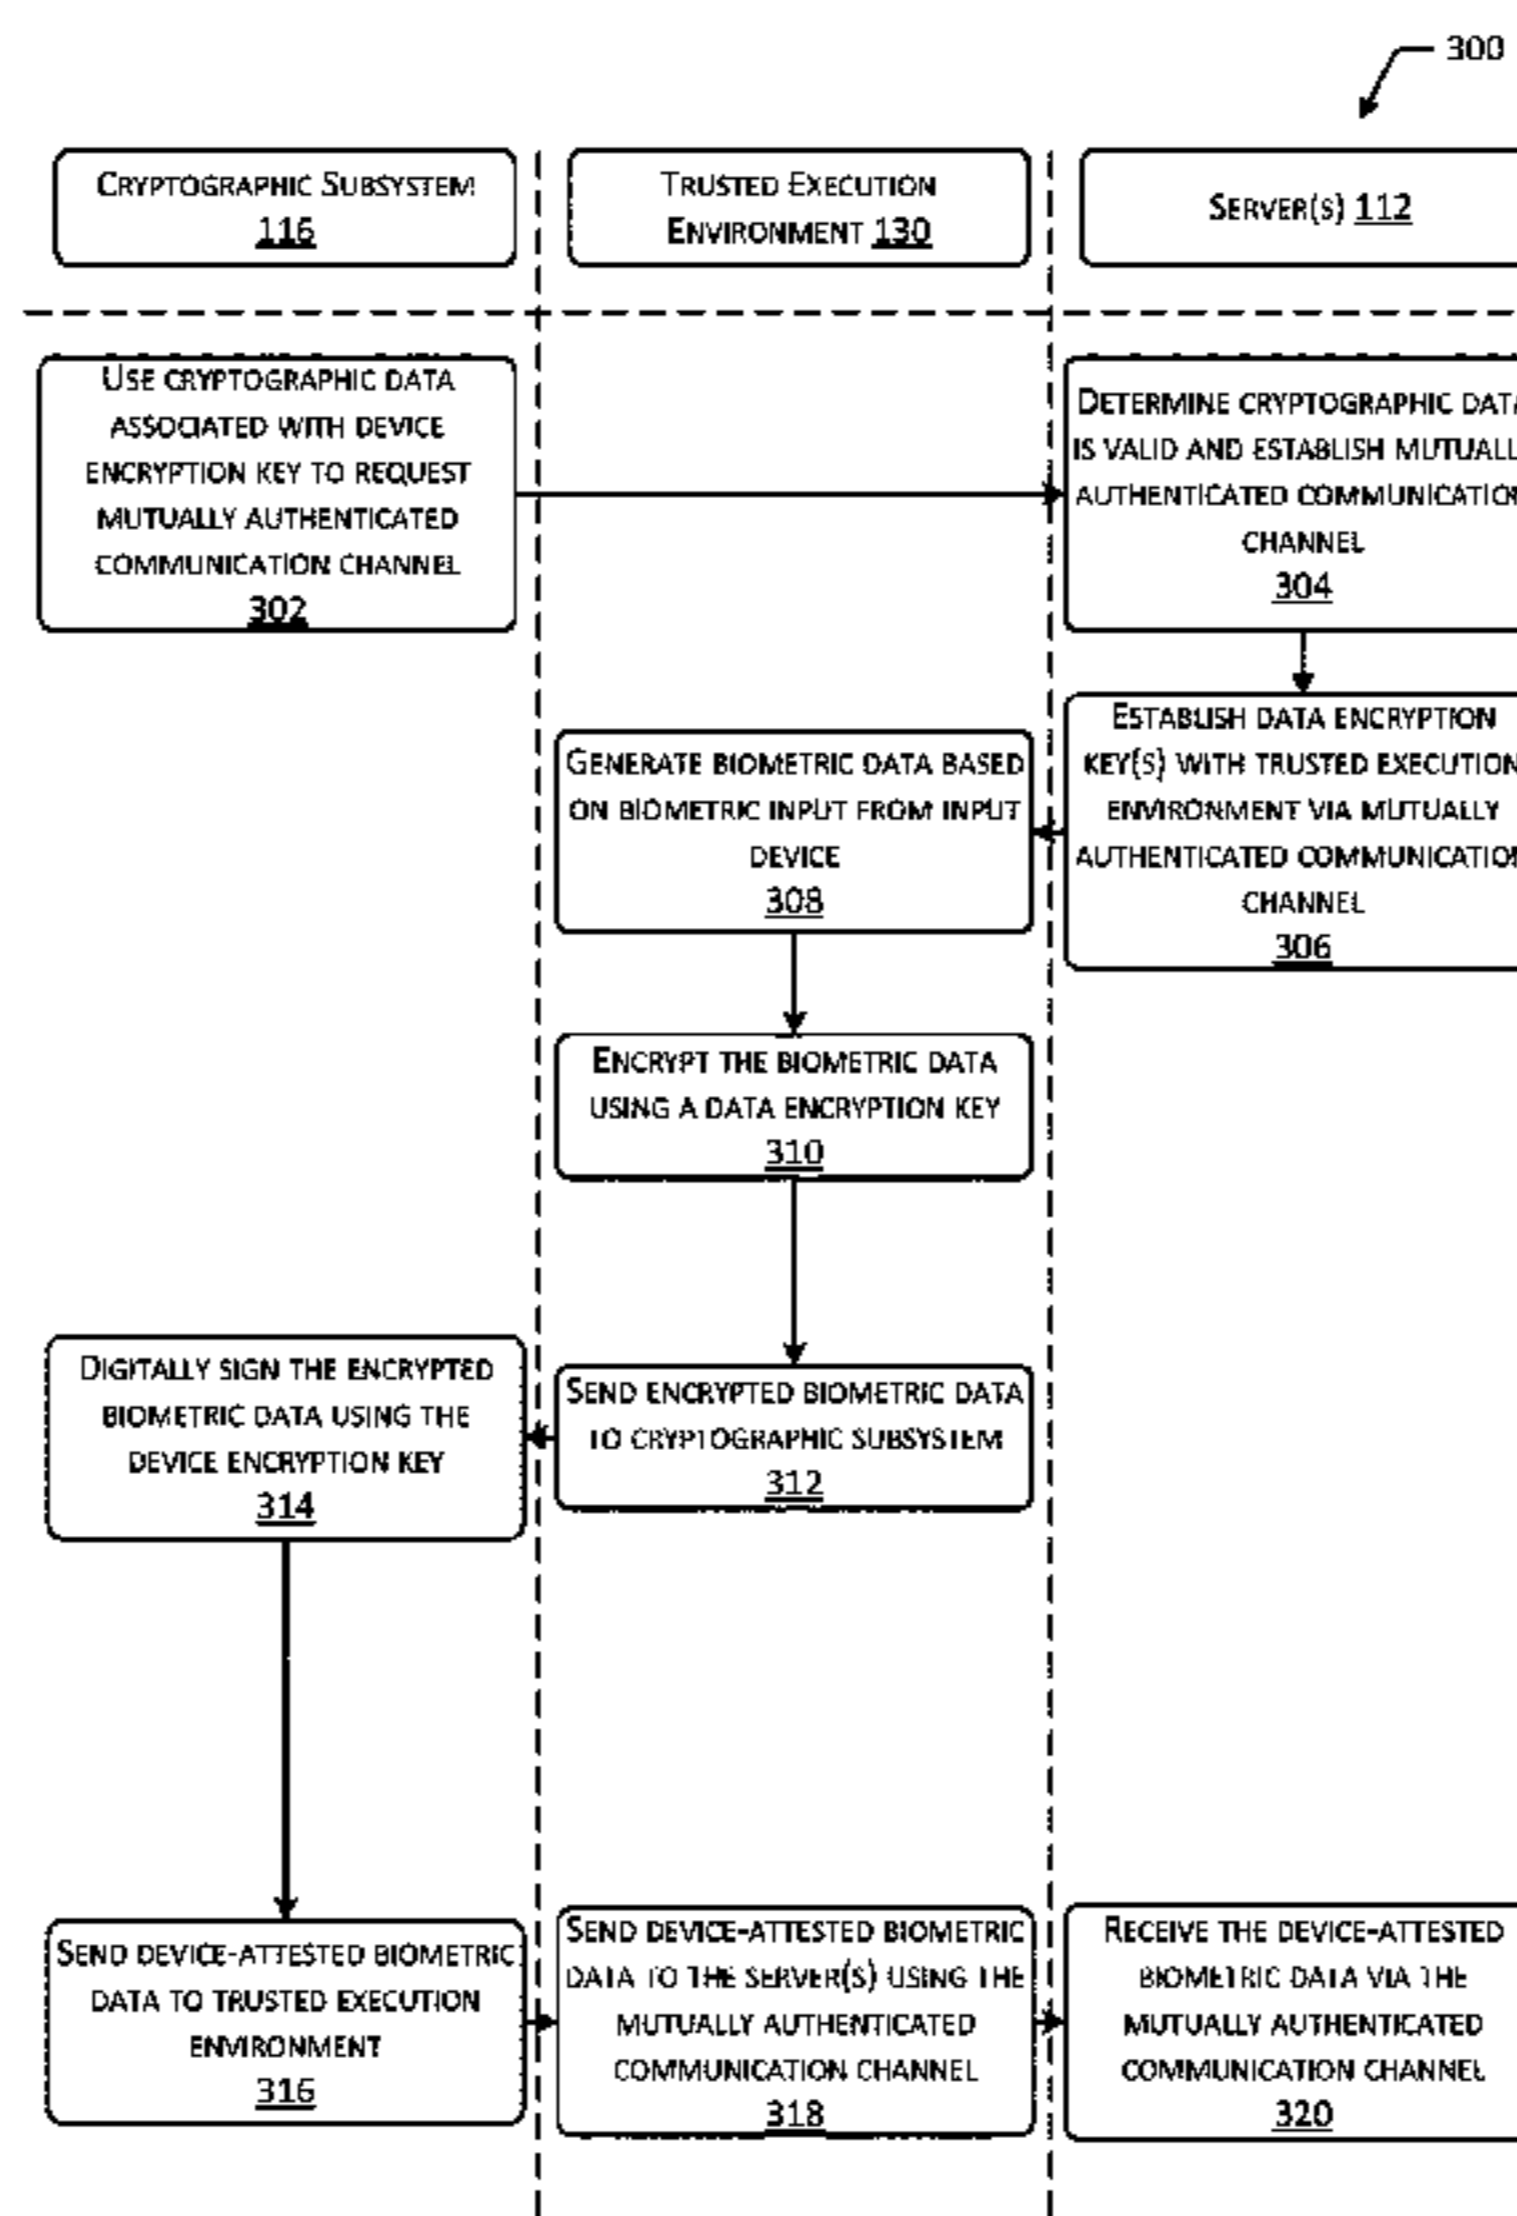 300
CRYPTOGRAPHIC SUBSYSTEM
116
TRUSTED EXECUTION
ENVIRONMENT 130
SERVER(S) 112
USE CRYPTOGRAPHIC DATA
ASSOCIATED WITH DEVICE
ENCRYPTION KEY TO REQUEST
MUTUALLY AUTHENTICATED
COMMUNICATION CHANNEL
302
DETERMINE CRYPTOGRAPHIC DATA
IS VALID AND ESTABLISH MUTUALL
AUTHENTICATED COMMUNICATION
CHANNEL
304
ESTABLISH DATA ENCRYPTION
KEY(S) WITH TRUSTED EXECUTION
ENVIRONMENT VIA MUTUALLY
AUTHENTICATED COMMUNICATION
CHANNEL
306
GENERATE BIOMETRIC DATA BASED
ON BIOMETRIC INPUT FROM INPUT
DEVICE
308
ENCRYPT THE BIOMETRIC DATA
USING A DATA ENCRYPTION KEY
310
SEND ENCRYPTED BIOMETRIC DATA
TO CRYPTOGRAPHIC SUBSYSTEM
312
DIGITALLY SIGN THE ENCRYPTED
BIOMETRIC DATA USING THE
DEVICE ENCRYPTION KEY
314
SEND DEVICE-ATTESTED BIOMETRIC
DATA TO TRUSTED EXECUTION
ENVIRONMENT
316
SEND DEVICE-ATTESTED BIOMETRIC
DATA TO THE SERVER(S) USING THE
MUTUALLY AUTHENTICATED
COMMUNICATION CHANNEL
318
RECEIVE THE DEVICE-ATTESTED
BIOMETRIC DATA VIA THE
MUTUALLY AUTHENTICATED
COMMUNICATION CHANNEL
320